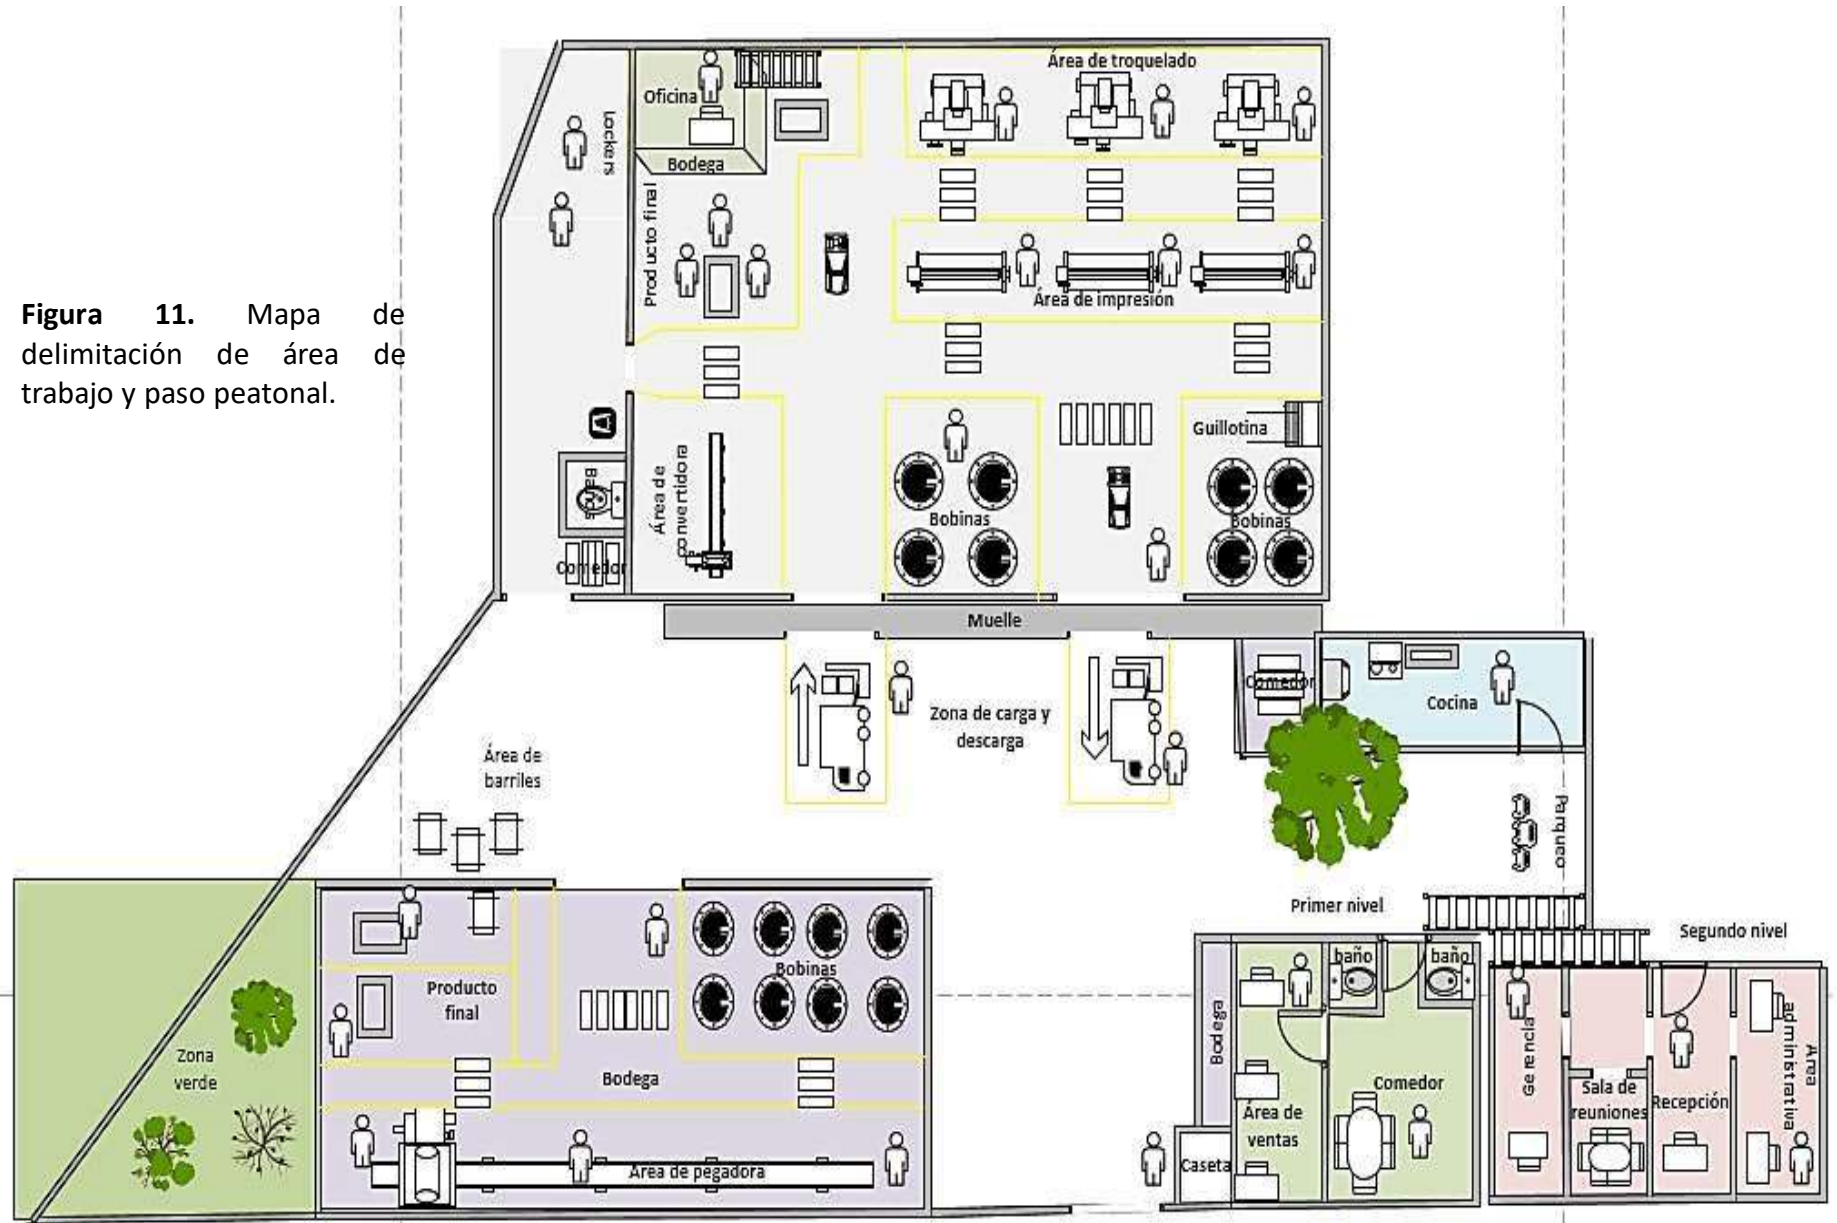 Figura 11. Mapa de
delimitación de área de
trabajo y paso peatonal.
Área de troquelado
Oficina
Lockers
Bodega
Producto final
Área de impresión
Guillotina
Área de
convertidora
Baños
Bobinas
Bobinas
Comedor
Muelle
Comedor
Cocina
Zona de carga y
descarga
Área de
barriles
Parqueo
Primer nivel
Segundo nivel
baño
baño
Bobinas
Producto
final
Bodega
Gerencia
Área
administrativa
Zona
verde
Bodega
Comedor
Sala de
reuniones
Recepción
Área de
ventas
Caseta
Área de pegadora